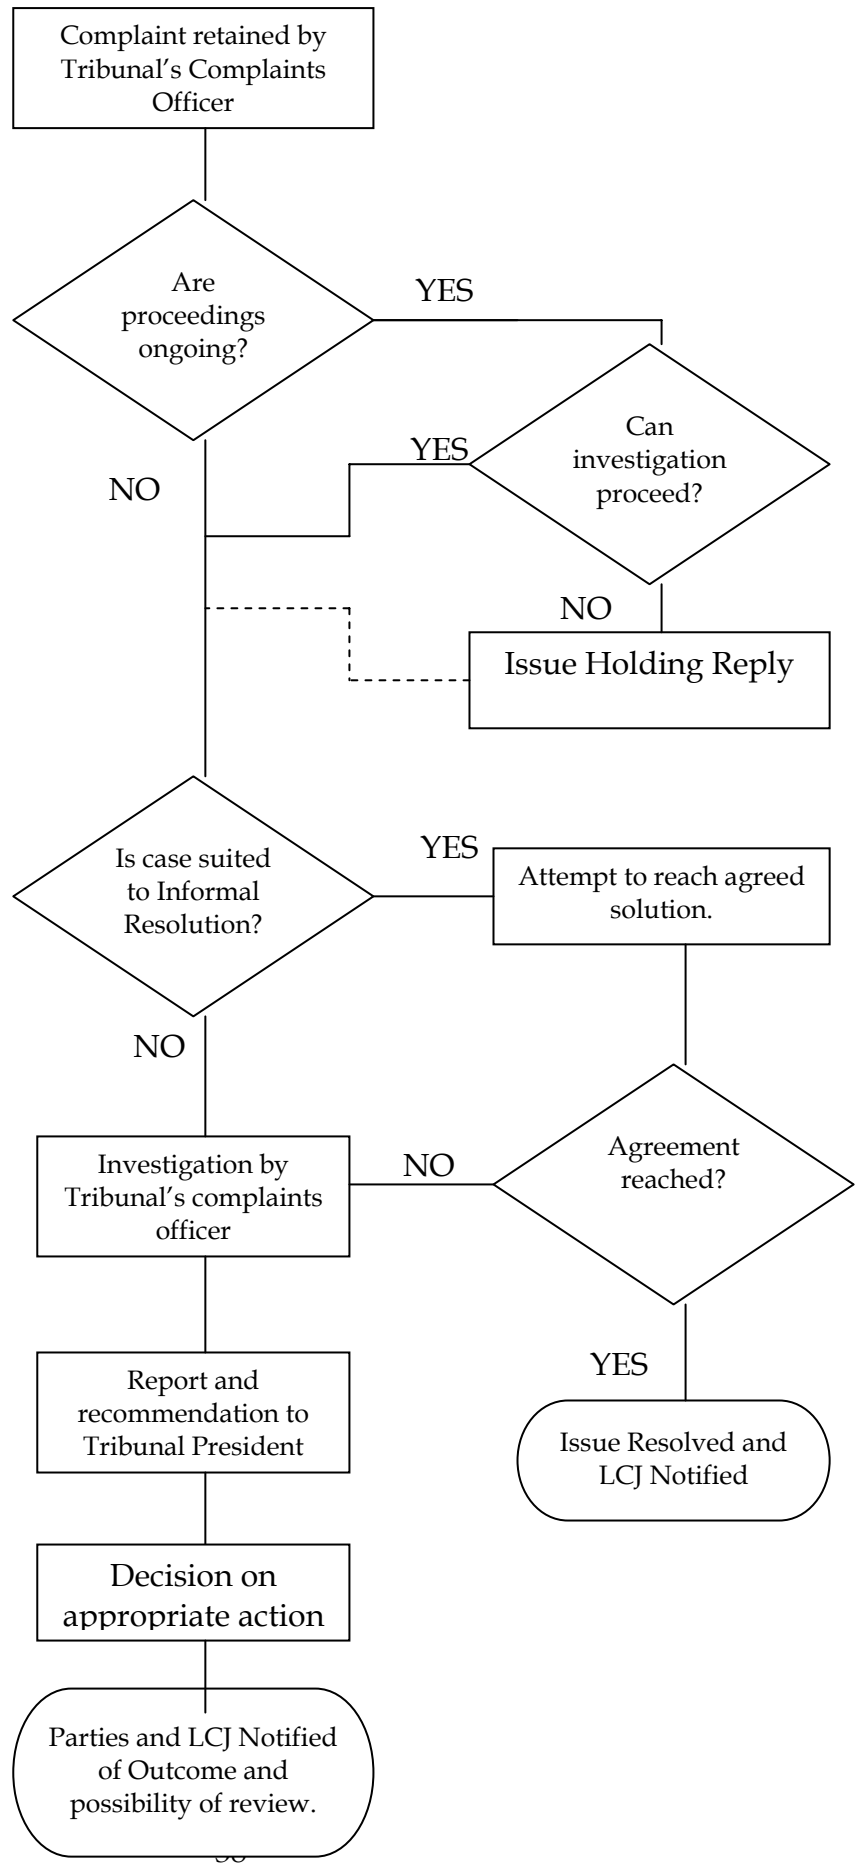 Complaint retained by
Tribunal’s Complaints
Officer
Are
proceedings
ongoing?
YES
Can
investigation
proceed?
YES
NO
NO
Issue Holding Reply
Is case suited
to Informal
Resolution?
YES
Attempt to reach agreed
solution.
NO
Agreement
reached?
Investigation by
Tribunal’s complaints
officer
NO
Report and
recommendation to
Tribunal President
YES
Issue Resolved and
LCJ Notified
Decision on
appropriate action
Parties and LCJ Notified
of Outcome and
possibility of review.